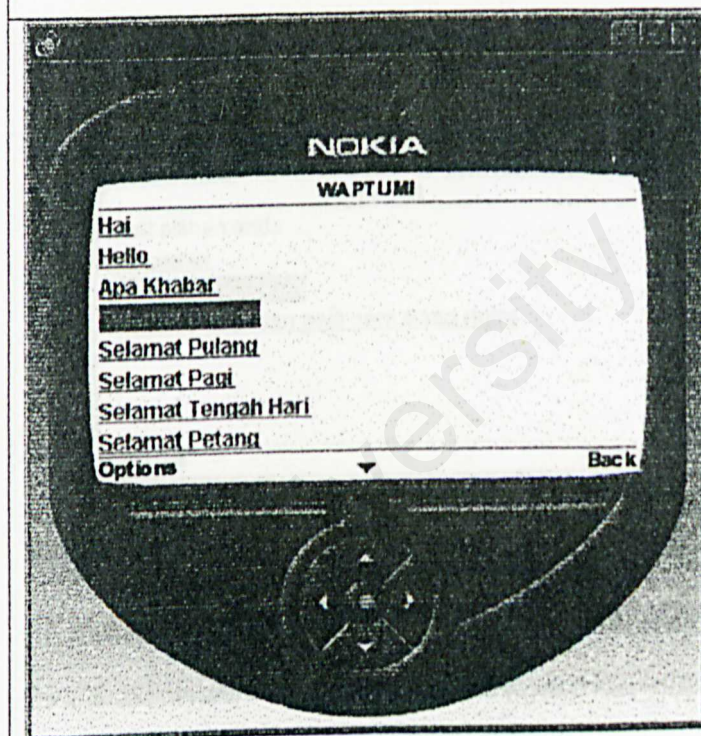 NOKIA
WAPTUMI
Hai
Hello
Apa Khabar
Selamat Pulang
Selamat Pagi
Selamat Tengah Hari
Selamat Petang
Options Back